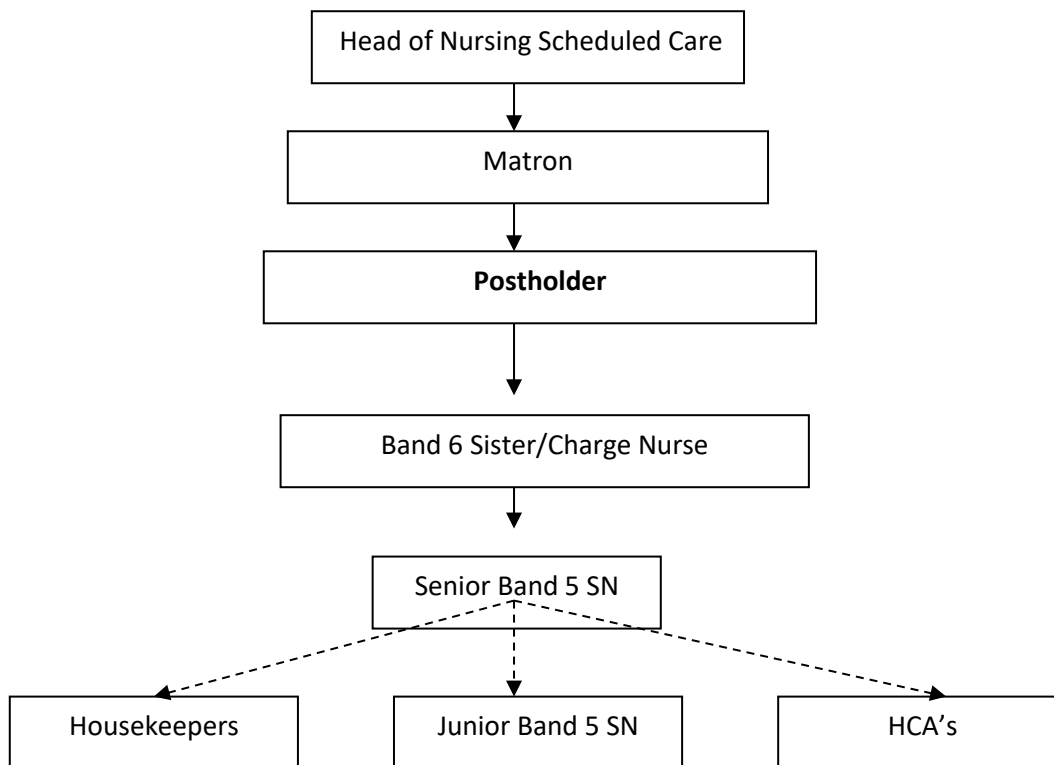 Head of Nursing Scheduled Care
Matron
Postholder
Band 6 Sister/Charge Nurse
Senior Band 5 SN
Housekeepers
Junior Band 5 SN
HCA’s